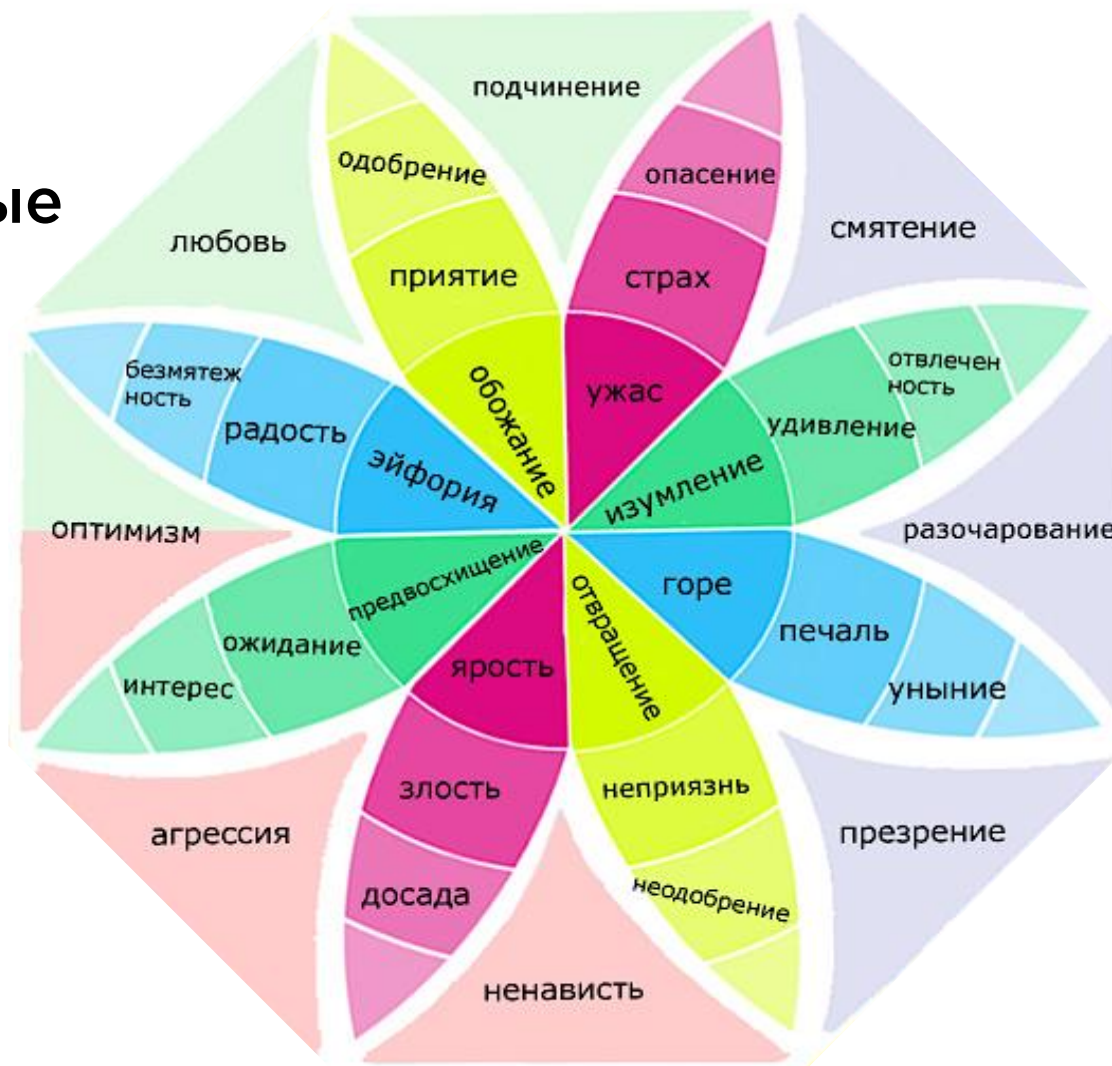 ые
подчинение
одобрение
опасение
любовь
смятение
приятие
страх
безмятеж
ность
радость
эйфория
обожание
ужас
изумление
удивление
отвлечен
ность
оптимизм
разочарование
предвосхищение
ожидание
интерес
ярость
отвращение
горе
печаль
уныние
злость
неприязнь
агрессия
презрение
досада
неодобрение
ненависть